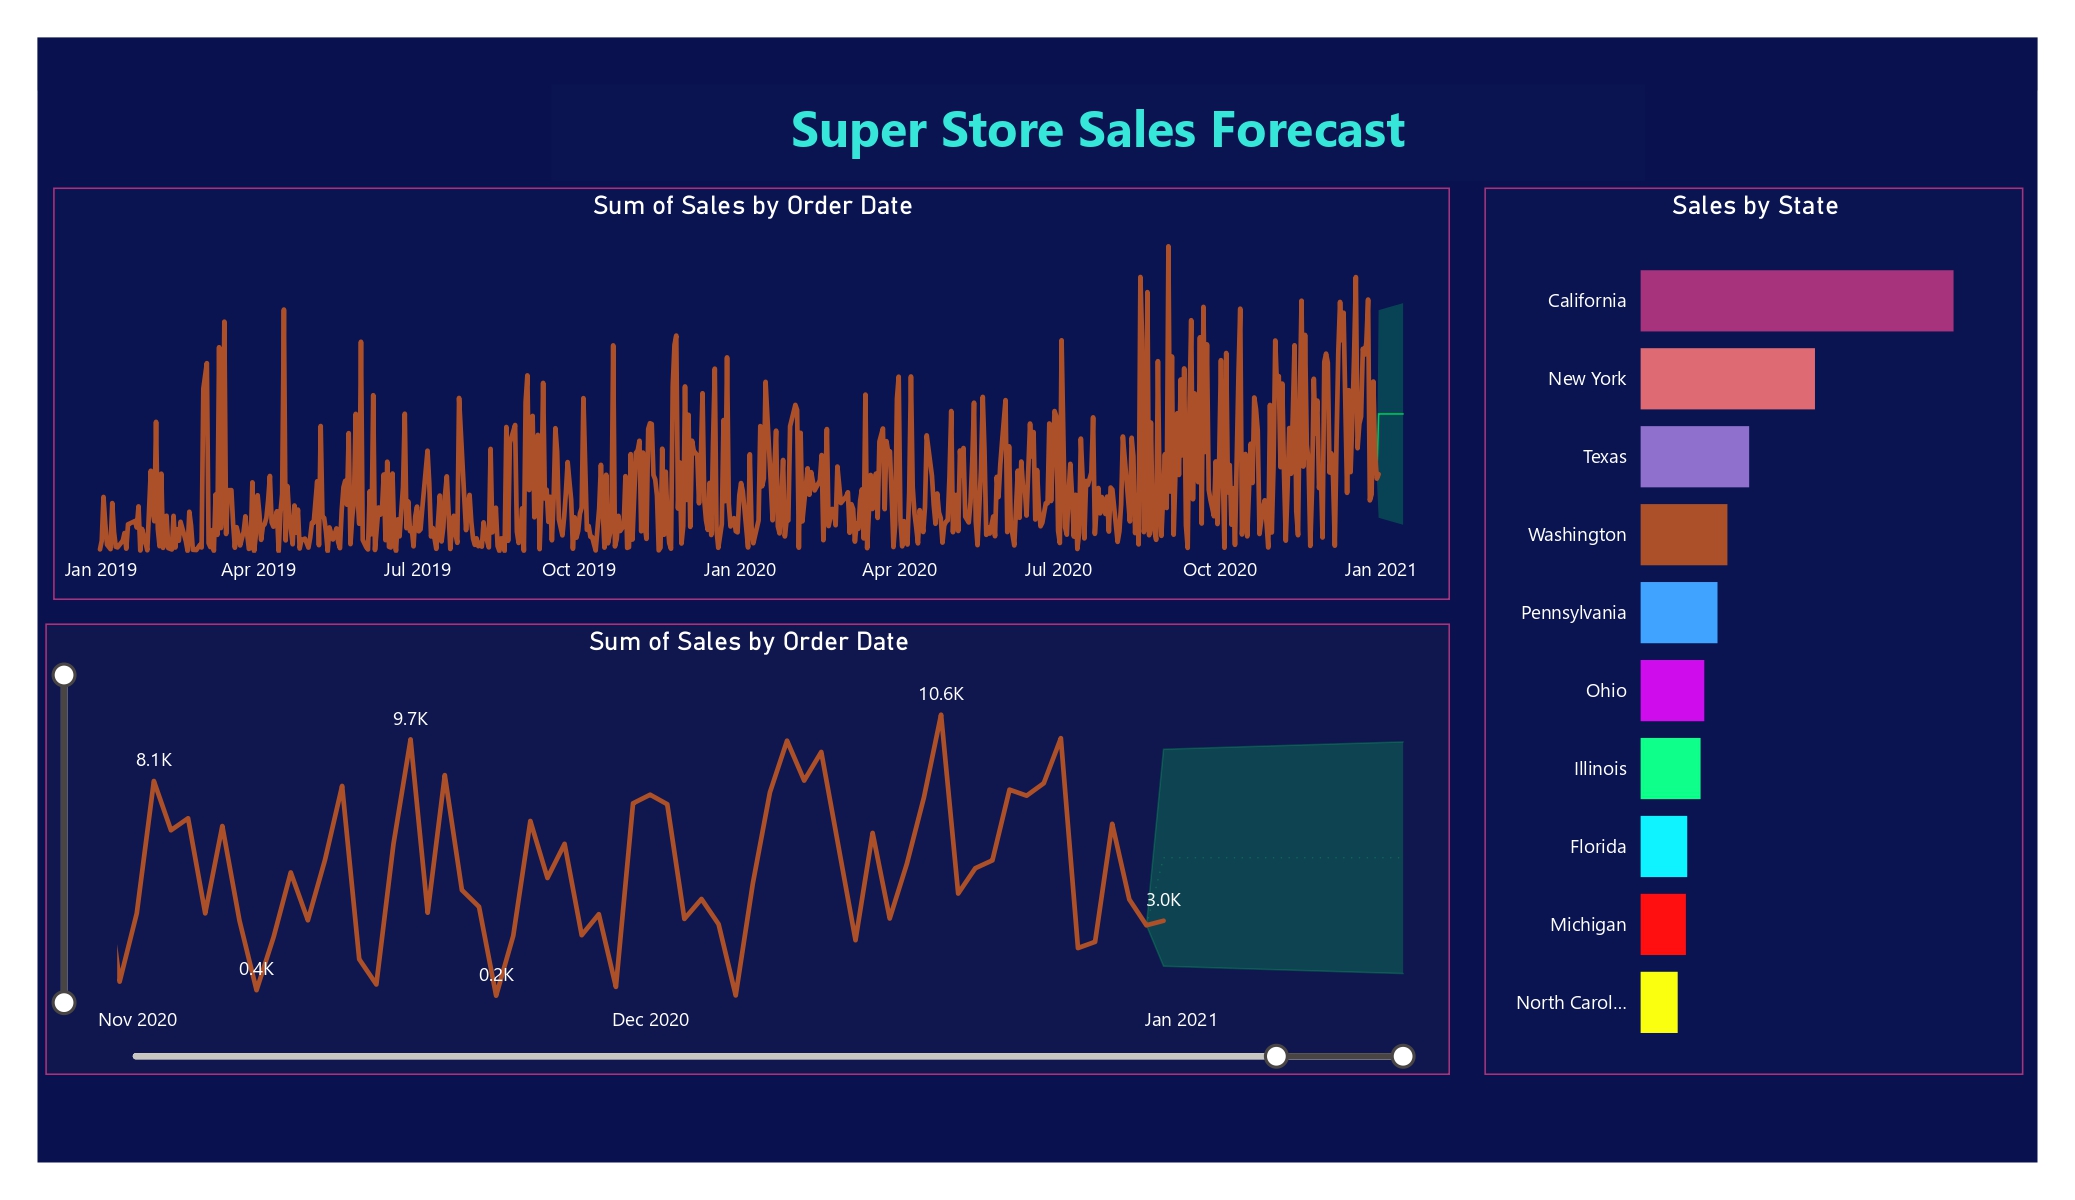 Super Store Sales Forecast
Sum of Sales by Order Date
Jan 2019
Apr 2019
Jul 2019
Oct 2019
Jan 2020
Apr 2020
Jul 2020
Oct 2020
Jan 2021
Sum of Sales by Order Date
8.1K
0.4K
9.7K
0.2K
10.6K
3.0K
Nov 2020
Dec 2020
Jan 2021
Sales by State
California
New York
Texas
Washington
Pennsylvania
Ohio
Illinois
Florida
Michigan
North Carol...